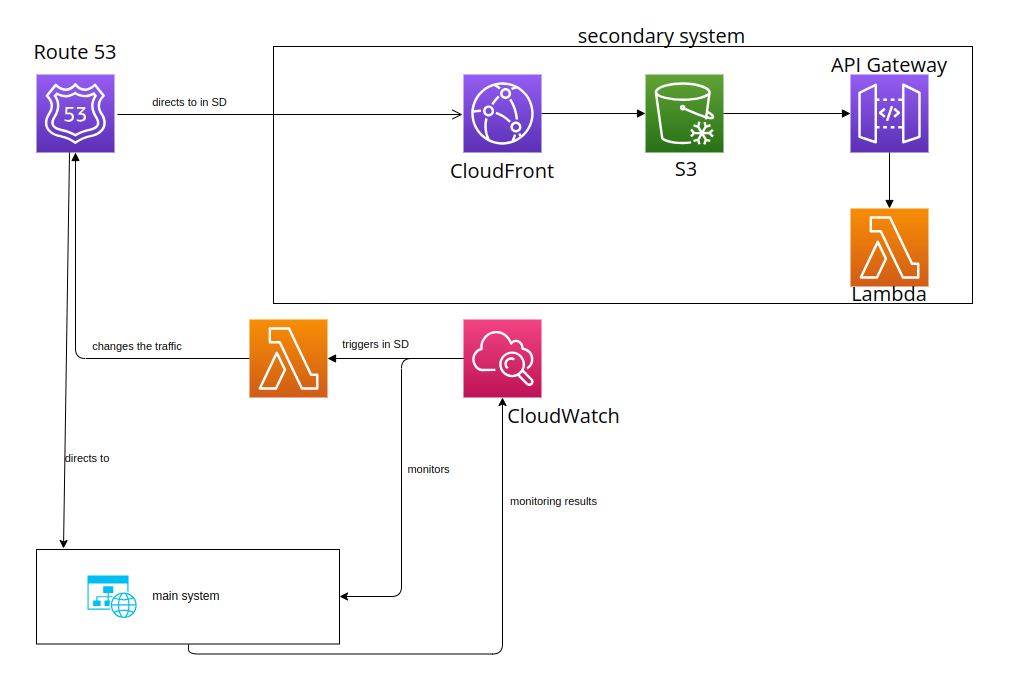 secondary system
Route 53
API Gateway
53
directs to in SD
</>
CloudFront
S3
Lambda
changes the traffic
triggers in SD
CloudWatch
directs to
monitors
monitoring results
main system